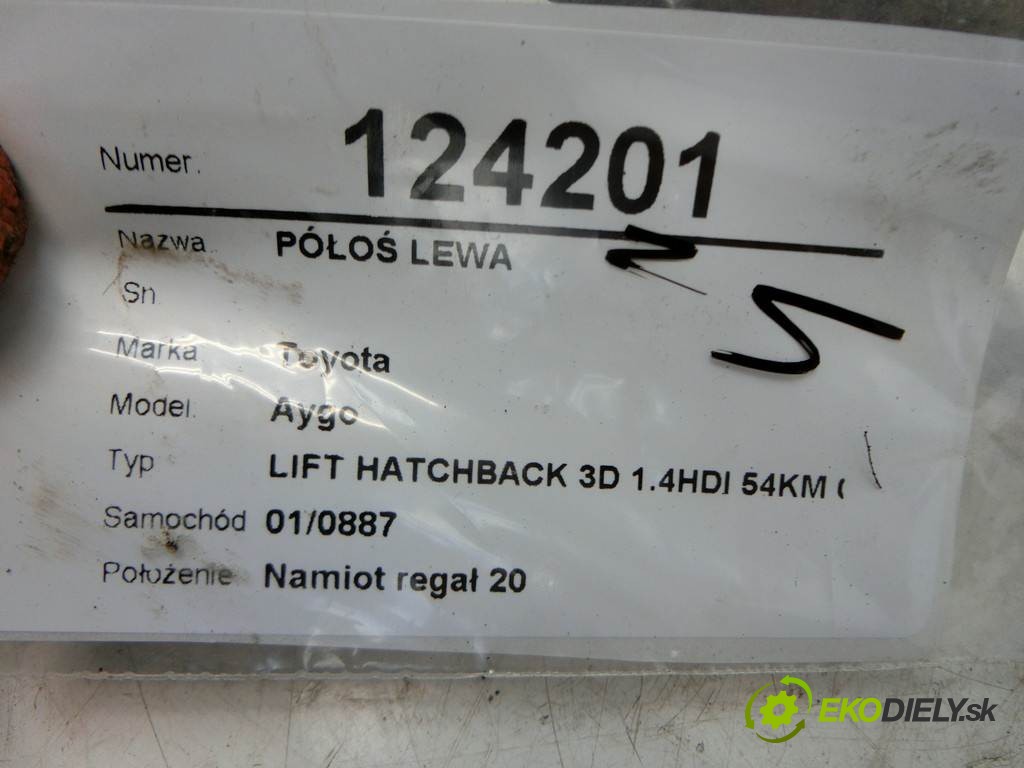 Numer. 124201
Nazwa PÓŁOŚ LEWA
Sn
Marka Toyota
Model. Aygo
Typ LIFT HATCHBACK 3D 1.4HDI 54KM (
Samochód 01/0887
Położenie Namiot regał 20
EKODIELY.sk